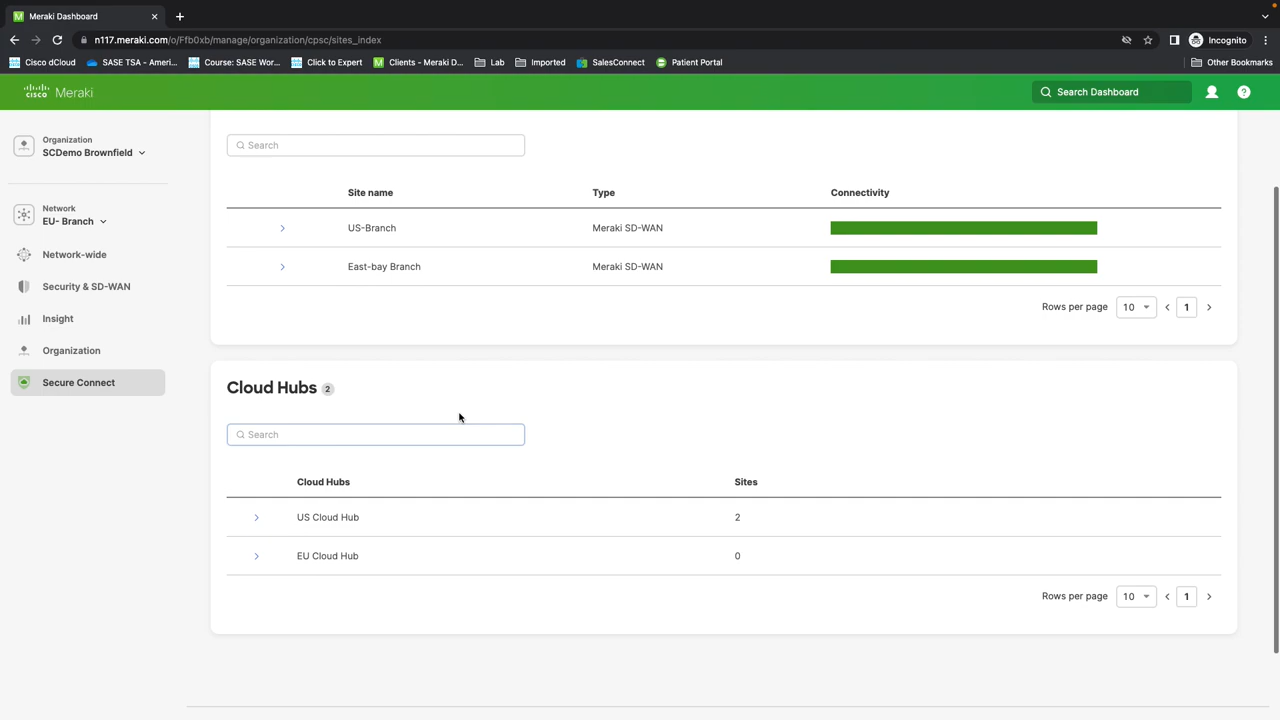 Meraki Dashboard
n117.meraki.com/o/Ffb0xb/manage/organization/cpsc/sites_index
Incognito
Cisco dCloud
SASE TSA - Ameri...
Course: SASE Wor...
Click to Expert
Clients - Meraki D...
Lab
Imported
SalesConnect
Patient Portal
Other Bookmarks
CISCO Meraki
Search Dashboard
Organization
SCDemo Brownfield
Network
EU- Branch
Network-wide
Security & SD-WAN
Insight
Organization
Secure Connect
Search
Site name Type Connectivity
US-Branch Meraki SD-WAN
East-bay Branch Meraki SD-WAN
Rows per page 10 1
Cloud Hubs 2
Search
Cloud Hubs Sites
US Cloud Hub 2
EU Cloud Hub 0
Rows per page 10 1